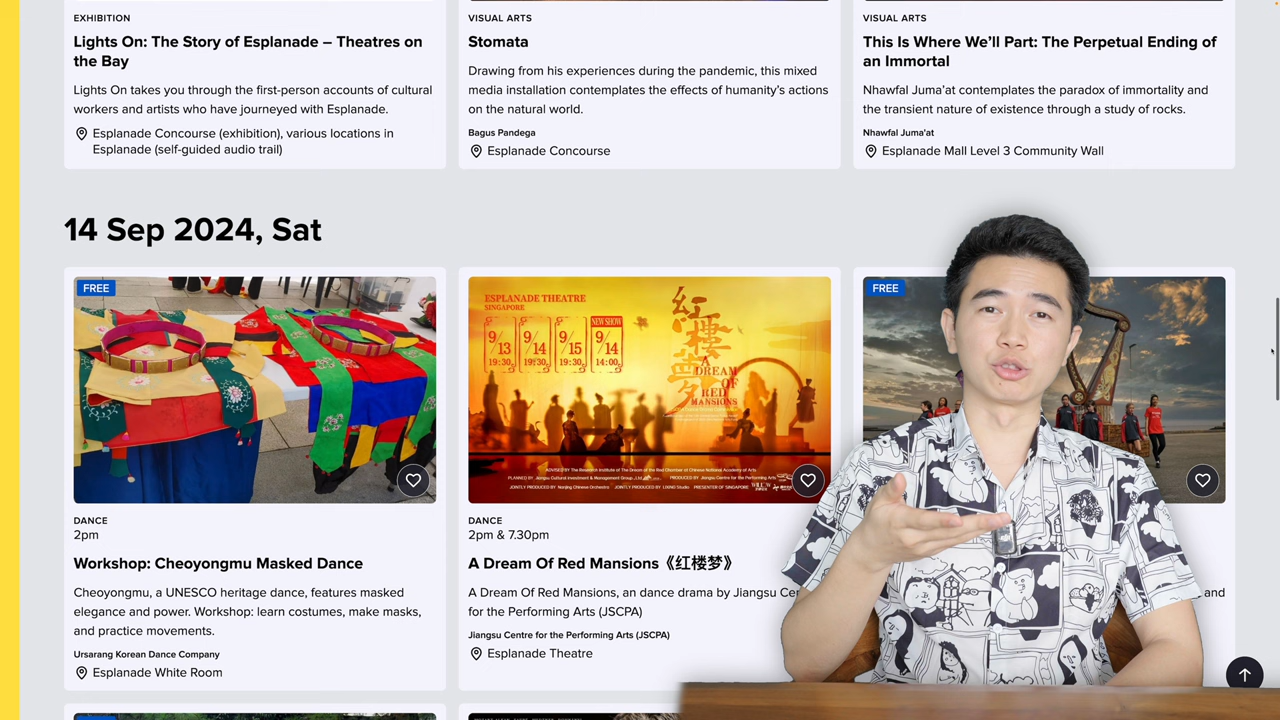 EXHIBITION
Lights On: The Story of Esplanade – Theatres on
the Bay
Lights On takes you through the first-person accounts of cultural
workers and artists who have journeyed with Esplanade.
Esplanade Concourse (exhibition), various locations in
Esplanade (self-guided audio trail)
VISUAL ARTS
Stomata
Drawing from his experiences during the pandemic, this mixed
media installation contemplates the effects of humanity’s actions
on the natural world.
Bagus Pandega
Esplanade Concourse
VISUAL ARTS
This Is Where We’ll Part: The Perpetual Ending of
an Immortal
Nhawfal Juma’at contemplates the paradox of immortality and
the transient nature of existence through a study of rocks.
Nhawfal Juma'at
Esplanade Mall Level 3 Community Wall
14 Sep 2024, Sat
FREE
DANCE
2pm
Workshop: Cheoyongmu Masked Dance
Cheoyongmu, a UNESCO heritage dance, features masked
elegance and power. Workshop: learn costumes, make masks,
and practice movements.
Ursarang Korean Dance Company
Esplanade White Room
ESPLANADE THEATRE
SINGAPORE
9/13 19:30
9/14 19:30
9/15 19:30
NEW SHOW 9/14 14:00
红楼梦
A
DREAM
OF
RED
MANSIONS
DANCE
2pm & 7.30pm
A Dream Of Red Mansions《红楼梦》
A Dream Of Red Mansions, an dance drama by Jiangsu Cen
for the Performing Arts (JSCPA)
Jiangsu Centre for the Performing Arts (JSCPA)
Esplanade Theatre
FREE
and